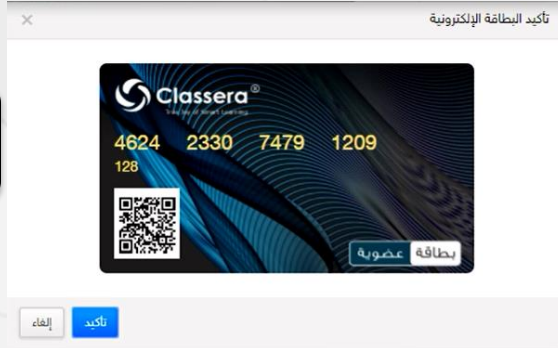 تأكيد البطاقة الإلكترونية
×
Classera®
4624 2330 7479 1209
128
بطاقة عضوية
تأكيد
إلغاء